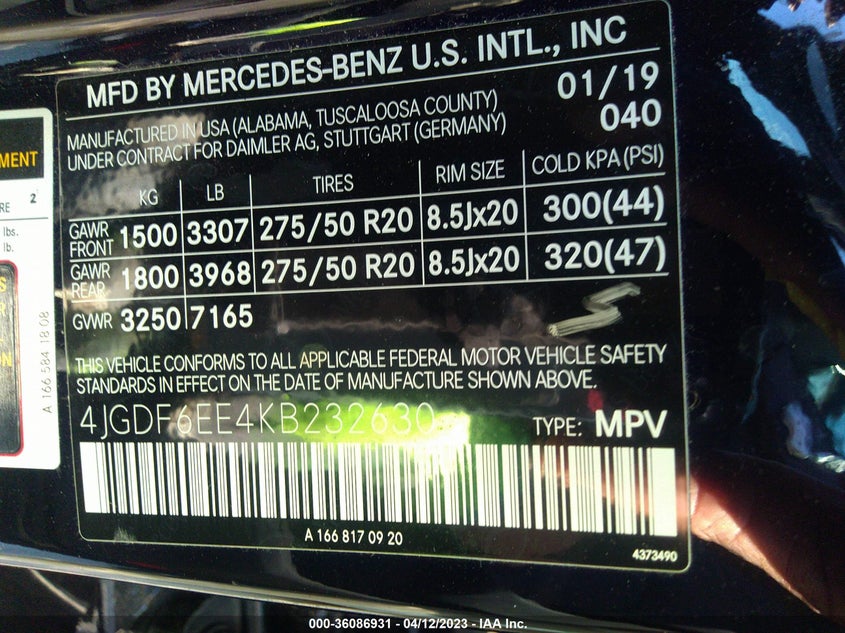 MFD BY MERCEDES-BENZ U.S. INTL., INC
MANUFACTURED IN USA (ALABAMA, TUSCALOOSA COUNTY)
UNDER CONTRACT FOR DAIMLER AG, STUTTGART (GERMANY)
01/19
040
KG LB TIRES RIM SIZE COLD KPA (PSI)
GAWR FRONT 1500 3307 275/50 R20 8.5Jx20 300(44)
GAWR REAR 1800 3968 275/50 R20 8.5Jx20 320(47)
GVWR 3250 7165
THIS VEHICLE CONFORMS TO ALL APPLICABLE FEDERAL MOTOR VEHICLE SAFETY
STANDARDS IN EFFECT ON THE DATE OF MANUFACTURE SHOWN ABOVE.
4JGDF6EE4KB232630 TYPE: MPV
A 166 817 09 20
4373490
MENT
RE 2
lbs.
lb.
S
ON
A 166 584 18 08
000-36086931 - 04/12/2023 - IAA Inc.